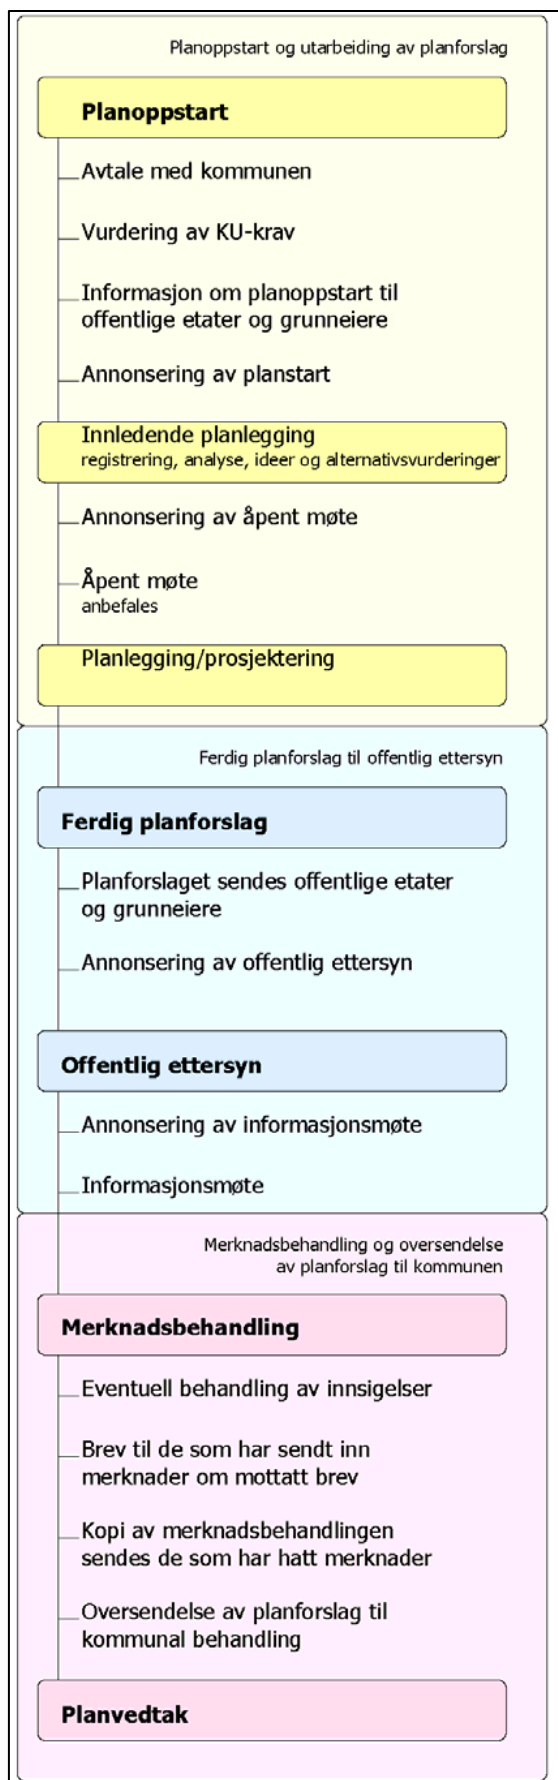 Planoppstart og utarbeiding av planforslag
Planoppstart
Avtale med kommunen
Vurdering av KU-krav
Informasjon om planoppstart til
offentlige etater og grunneiere
Annonsering av planstart
Innledende planlegging
registrering, analyse, ideer og alternativsvurderinger
Annonsering av åpent møte
Åpent møte
anbefales
Planlegging/prosjektering
Ferdig planforslag til offentlig ettersyn
Ferdig planforslag
Planforslaget sendes offentlige etater
og grunneiere
Annonsering av offentlig ettersyn
Offentlig ettersyn
Annonsering av informasjonsmøte
Informasjonsmøte
Merknadsbehandling og oversendelse
av planforslag til kommunen
Merknadsbehandling
Eventuell behandling av innsigelser
Brev til de som har sendt inn
merknader om mottatt brev
Kopi av merknadsbehandlingen
sendes de som har hatt merknader
Oversendelse av planforslag til
kommunal behandling
Planvedtak